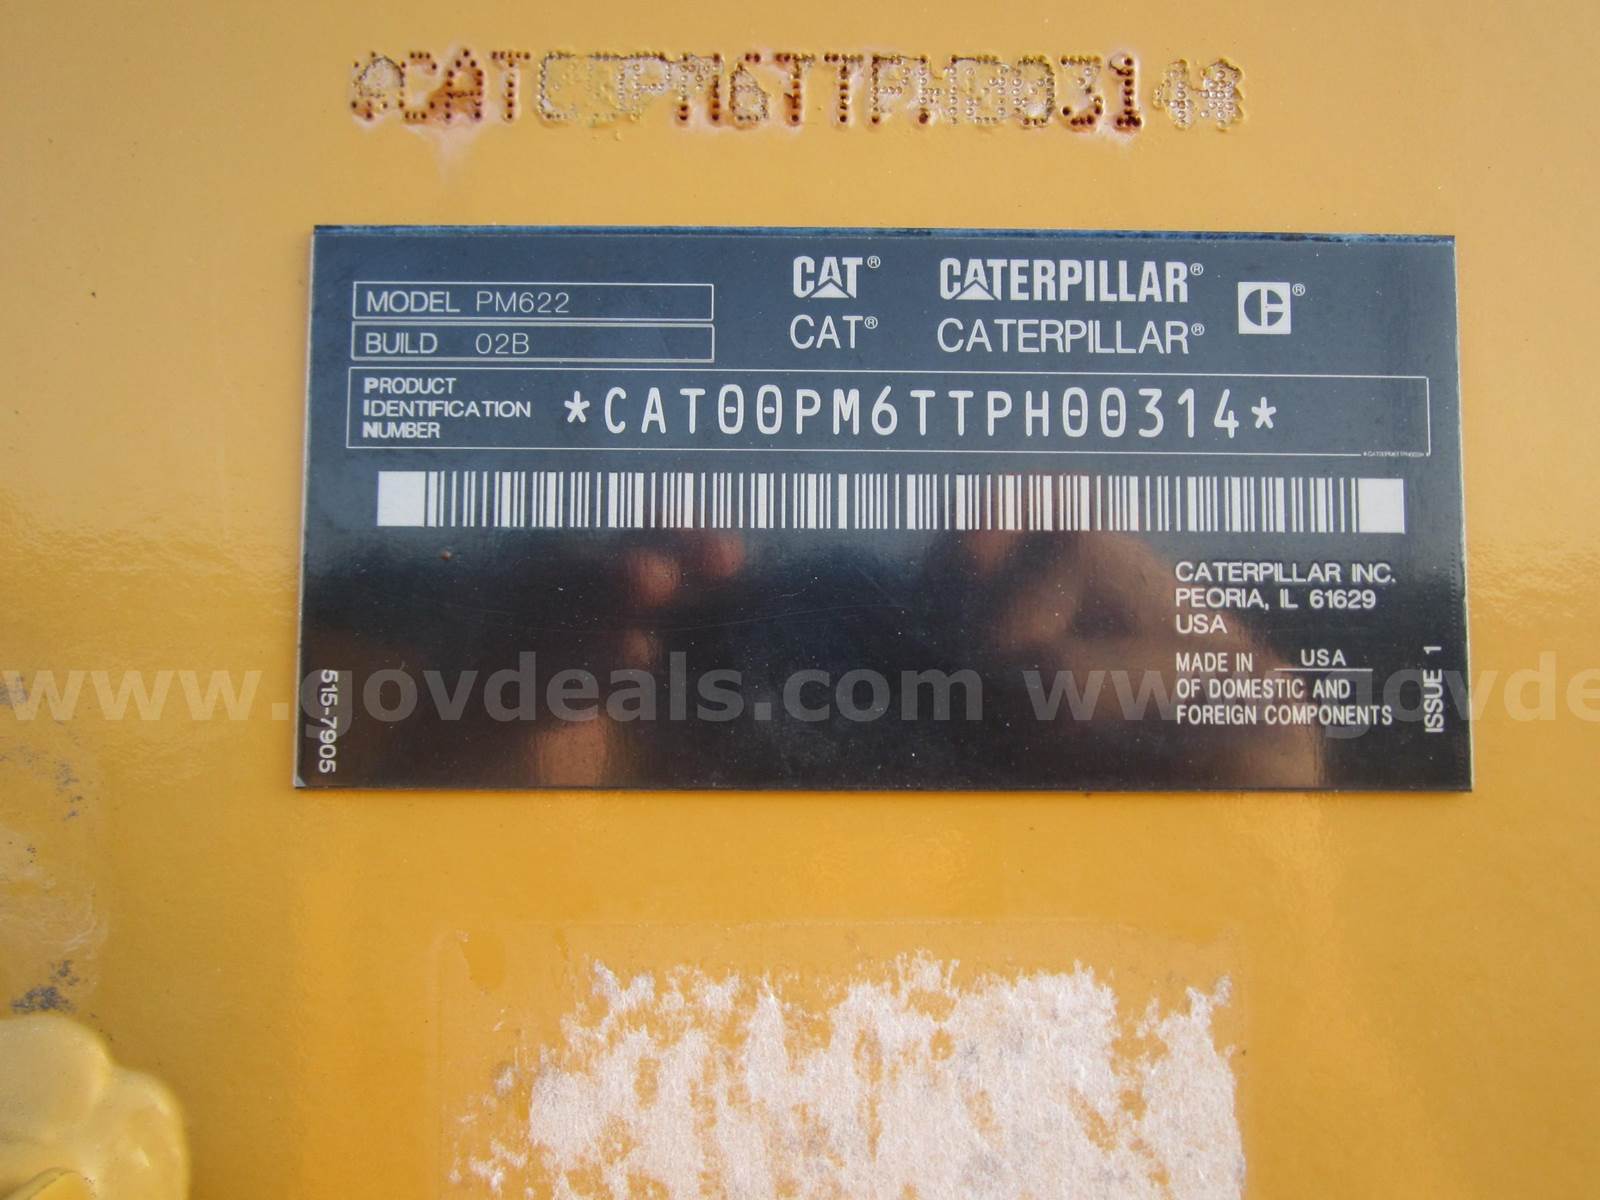 *CAT00PM6TTPH00314*
MODEL PM622
BUILD 02B
CAT® CATERPILLAR®
CAT® CATERPILLAR®
PRODUCT
IDENTIFICATION
NUMBER
*CAT00PM6TTPH00314*
CATERPILLAR INC.
PEORIA, IL 61629
USA
MADE IN USA
OF DOMESTIC AND
FOREIGN COMPONENTS
515-7905
ISSUE 1
www.govdeals.com www.govde